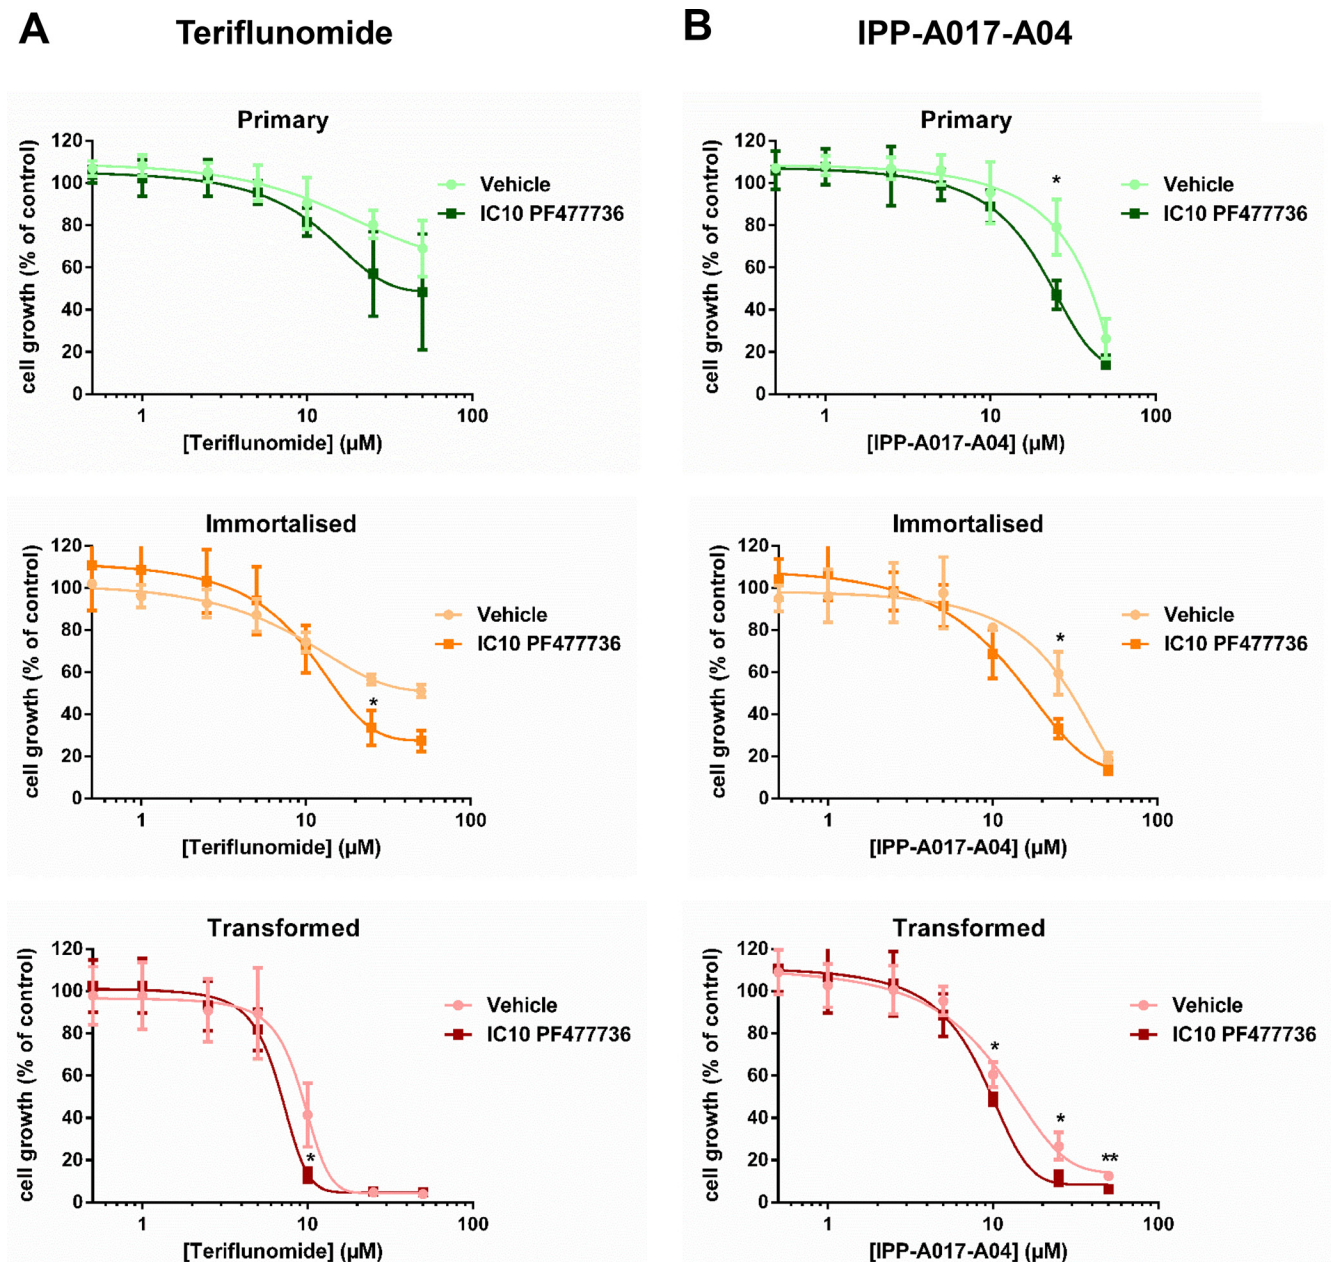 A Teriflunomide
B IPP-A017-A04
Primary
cell growth (% of control)
120
100
80
60
40
20
0
1 10 100
[Teriflunomide] (µM)
Vehicle
IC10 PF477736
Primary
cell growth (% of control)
120
100
80
60
40
20
0
*
1 10 100
[IPP-A017-A04] (µM)
Vehicle
IC10 PF477736
Immortalised
cell growth (% of control)
120
100
80
60
40
20
0
*
1 10 100
[Teriflunomide] (µM)
Vehicle
IC10 PF477736
Immortalised
cell growth (% of control)
120
100
80
60
40
20
0
*
1 10 100
[IPP-A017-A04] (µM)
Vehicle
IC10 PF477736
Transformed
cell growth (% of control)
120
100
80
60
40
20
0
*
1 10 100
[Teriflunomide] (µM)
Vehicle
IC10 PF477736
Transformed
cell growth (% of control)
120
100
80
60
40
20
0
*
*
**
1 10 100
[IPP-A017-A04] (µM)
Vehicle
IC10 PF477736